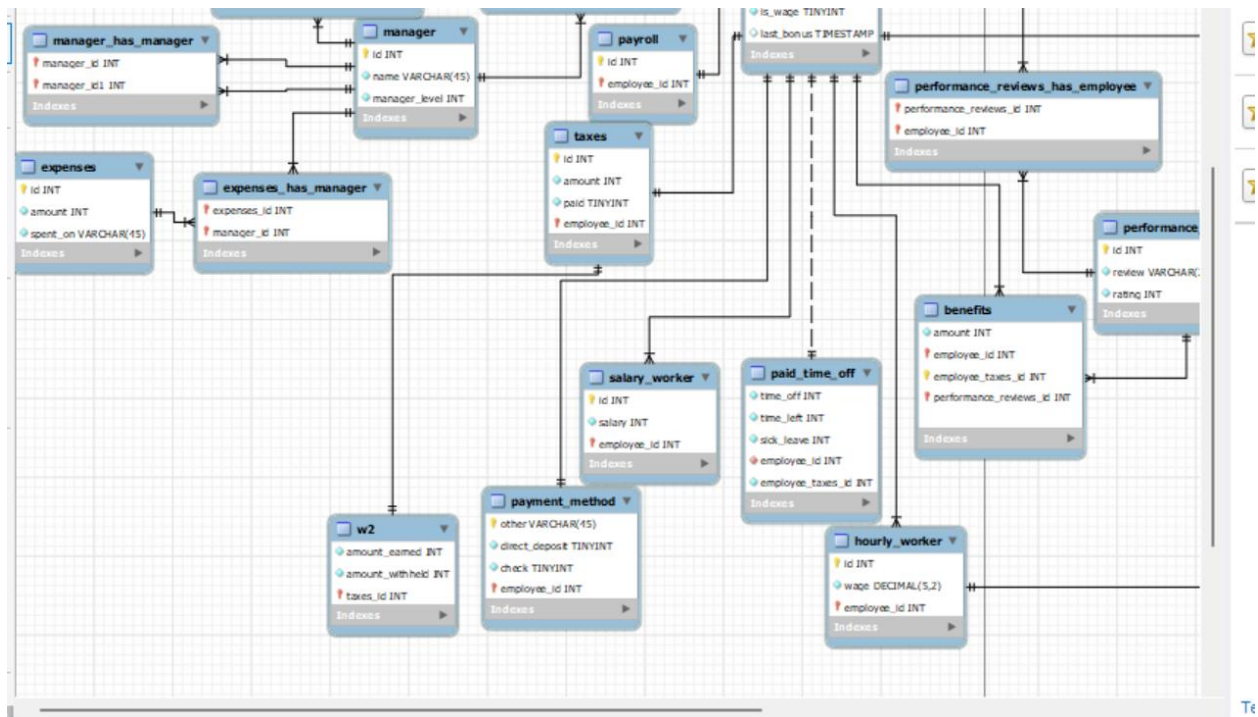 manager_has_manager
manager_id INT
manager_id1 INT
Indexes
manager
id INT
name VARCHAR(45)
manager_level INT
Indexes
payroll
id INT
employee_id INT
Indexes
is_wage TINYINT
last_bonus TIMESTAMP
Indexes
performance_reviews_has_employee
performance_reviews_id INT
employee_id INT
Indexes
expenses
id INT
amount INT
spent_on VARCHAR(45)
Indexes
expenses_has_manager
expenses_id INT
manager_id INT
Indexes
taxes
id INT
amount INT
paid TINYINT
employee_id INT
Indexes
performance
id INT
review VARCHAR(
rating INT
Indexes
benefits
amount INT
employee_id INT
employee_taxes_id INT
performance_reviews_id INT
Indexes
salary_worker
id INT
salary INT
employee_id INT
Indexes
paid_time_off
time_off INT
time_left INT
sick_leave INT
employee_id INT
employee_taxes_id INT
Indexes
w2
amount_earned INT
amount_withheld INT
taxes_id INT
Indexes
payment_method
other VARCHAR(45)
direct_deposit TINYINT
check TINYINT
employee_id INT
Indexes
hourly_worker
id INT
wage DECIMAL(5,2)
employee_id INT
Indexes
Te